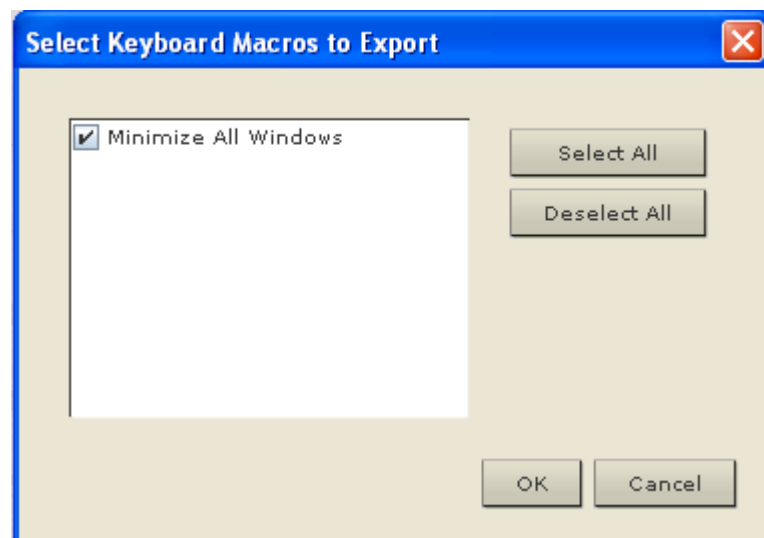 Select Keyboard Macros to Export
Minimize All Windows
Select All
Deselect All
OK
Cancel